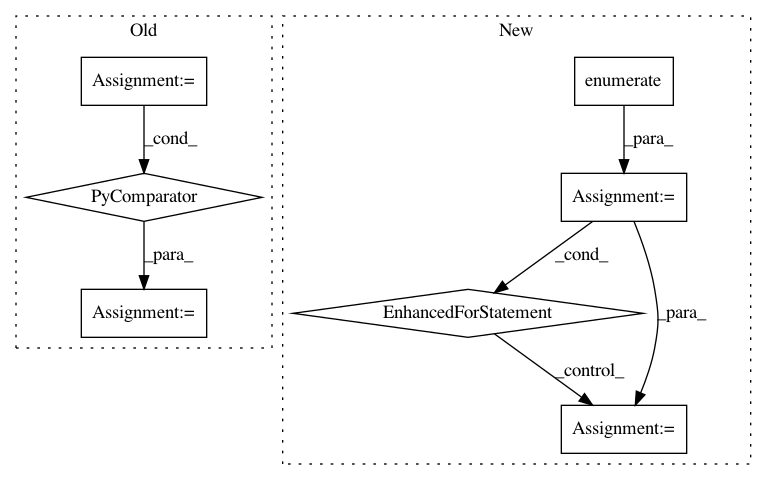 Old
New
Assignment:=
enumerate
_cond_
_para_
PyComparator
Assignment:=
_para_
_cond_
_para_
Assignment:=
EnhancedForStatement
_control_
Assignment:=